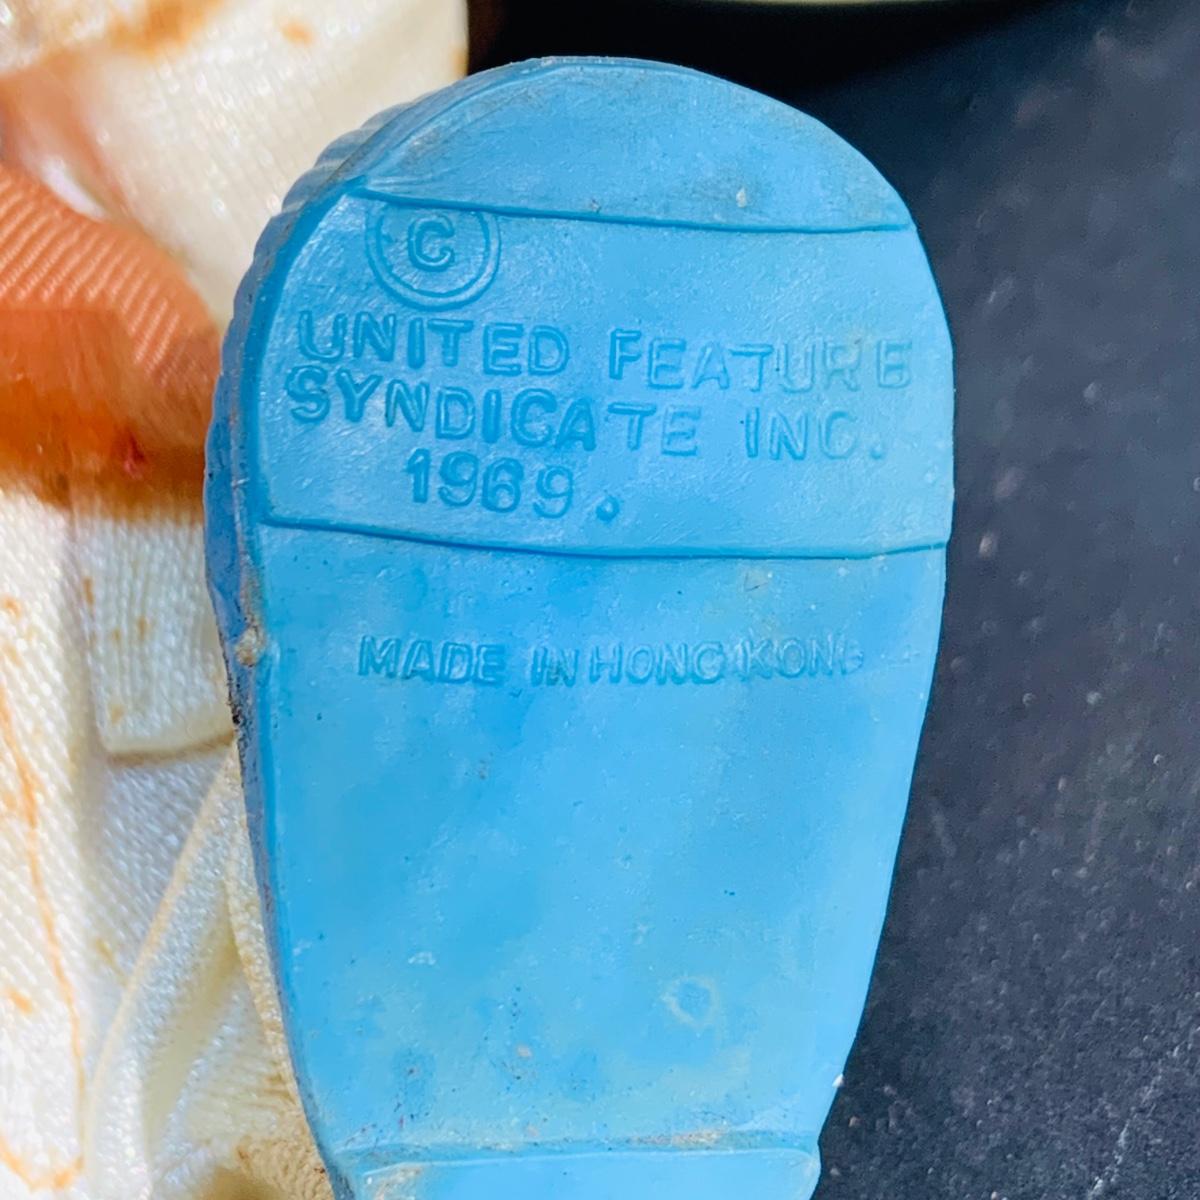 ©
UNITED FEATURE
SYNDICATE INC.
1969.
MADE IN HONG KONG